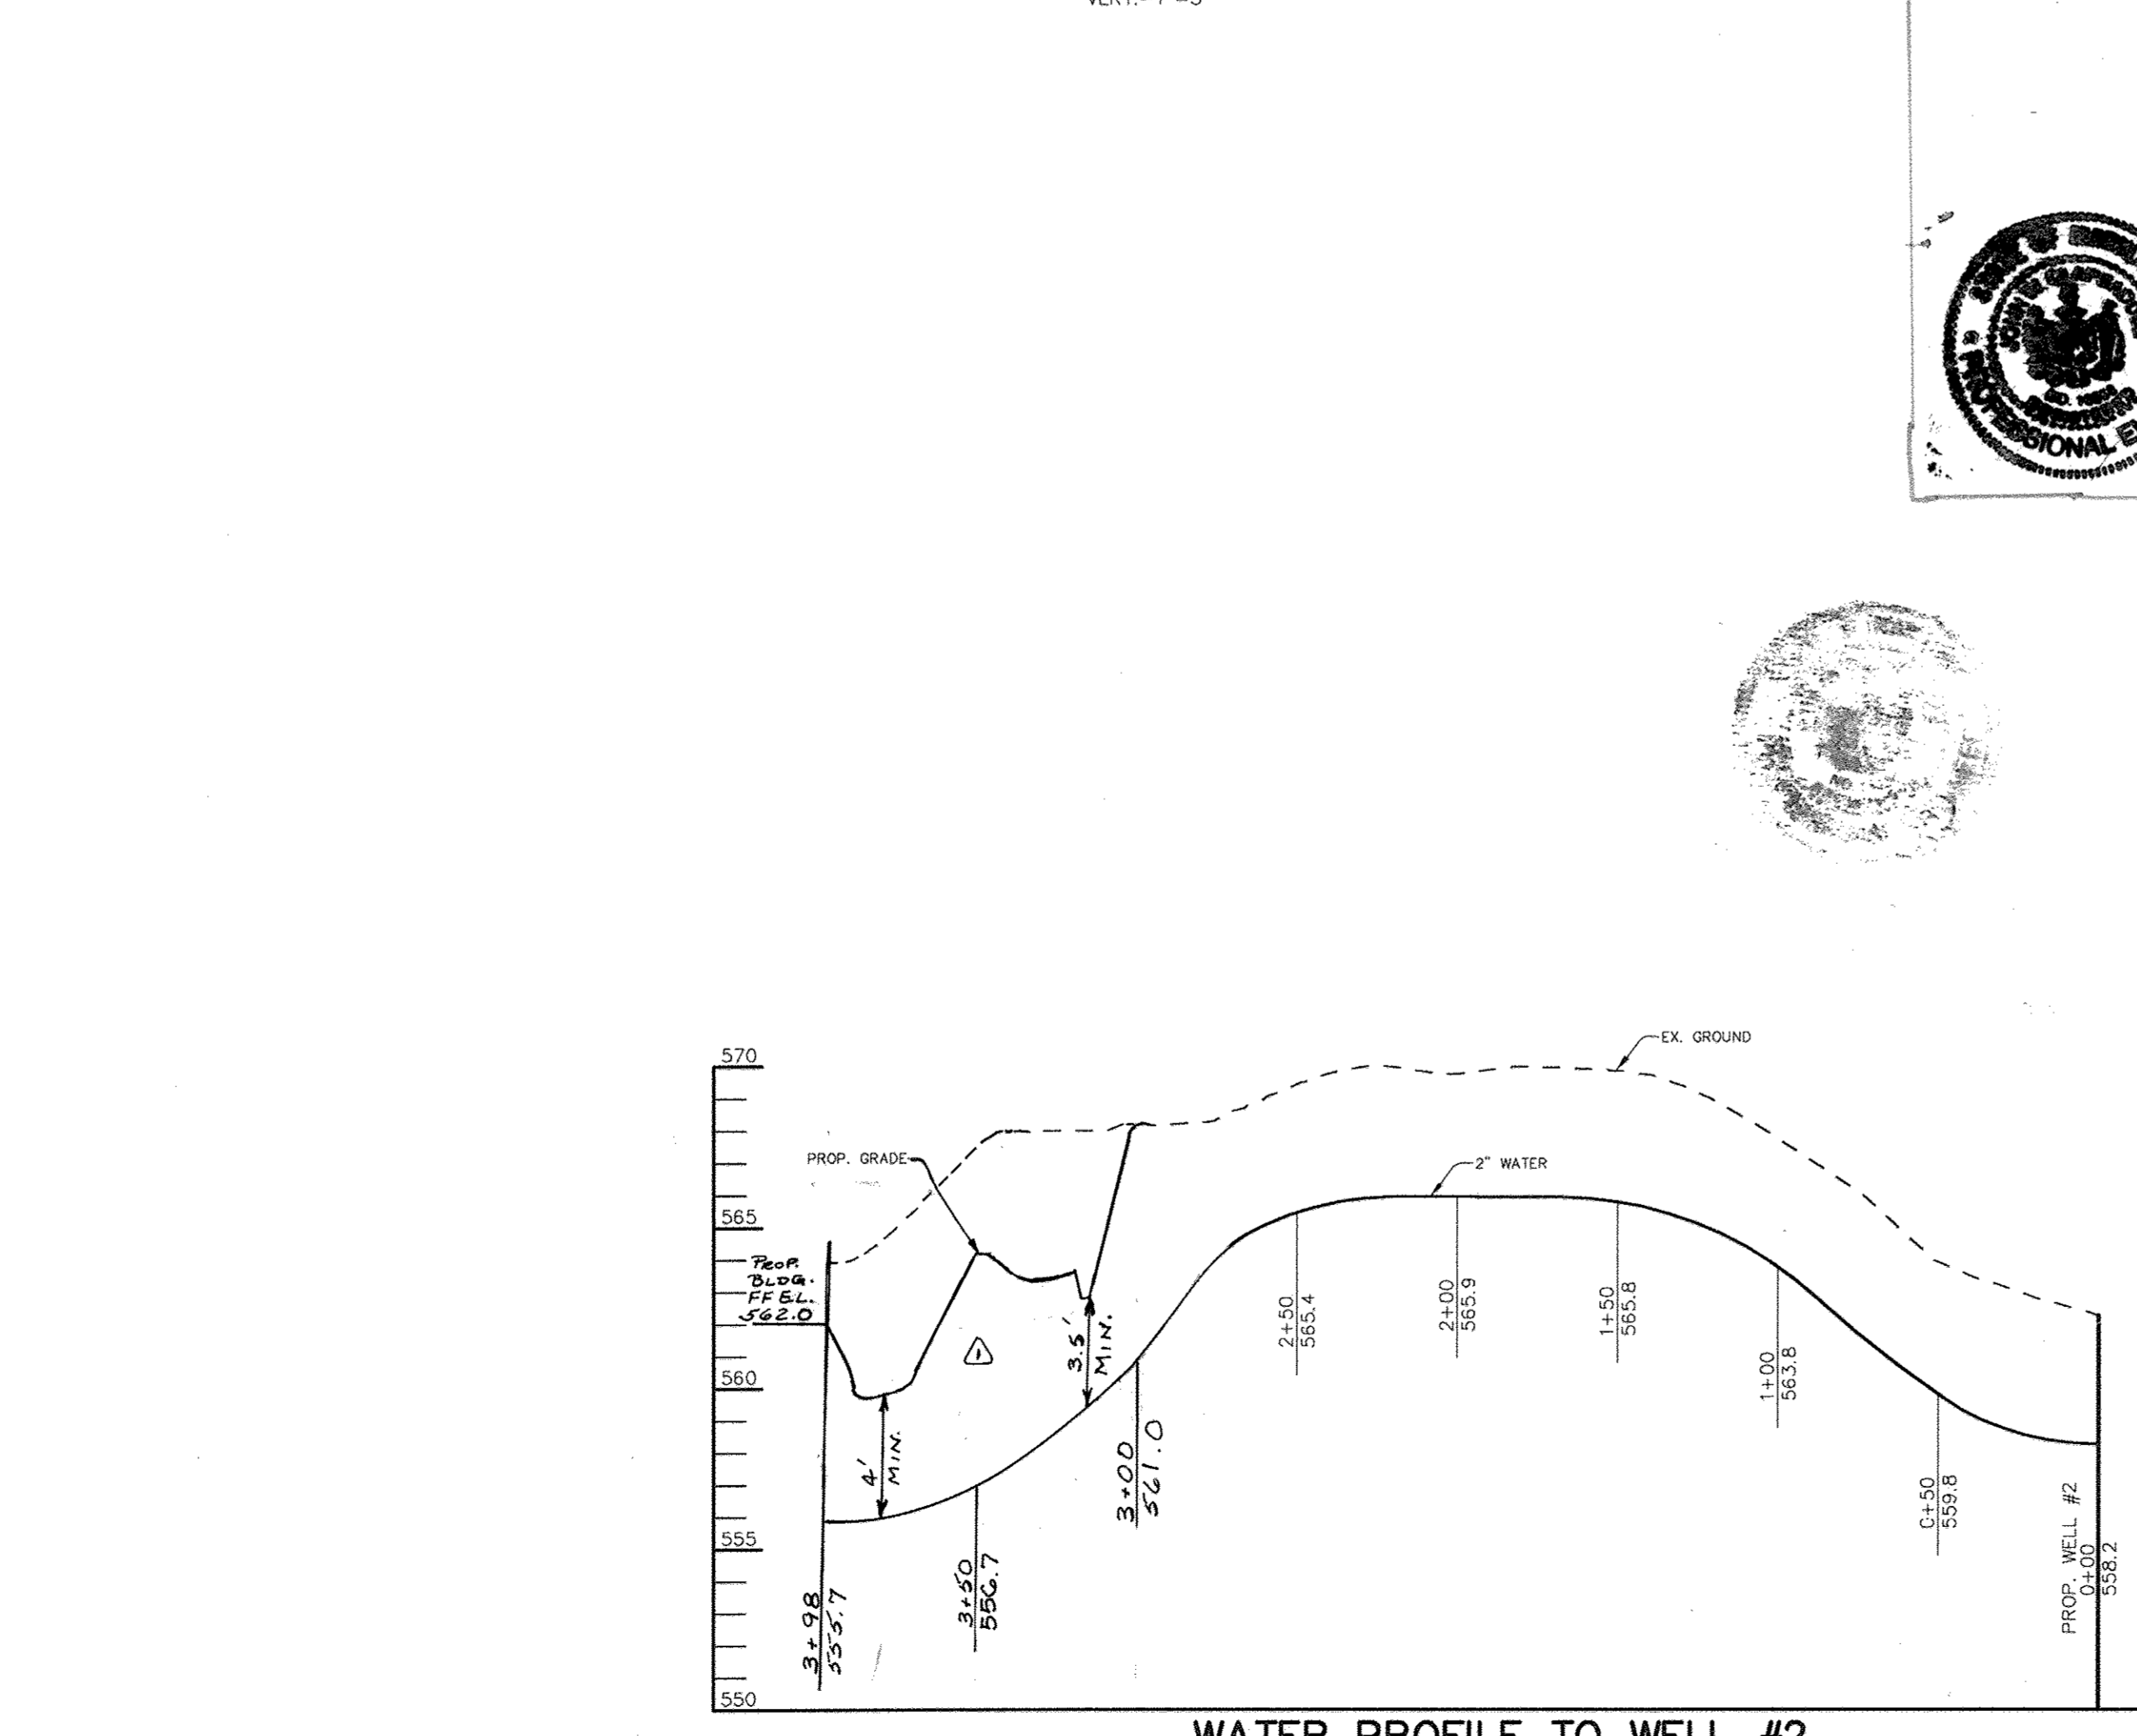 570
EX. GROUND
PROP. GRADE
2" WATER
565
PROP.
BLDG.
FF EL.
562.0
560
555
550
4'
MIN.
1
3.5'
MIN.
3+98
555.7
3+50
556.7
3+00
561.0
2+50
565.4
2+00
565.9
1+50
565.8
1+00
563.8
0+50
559.8
PROP. WELL #2
0+00
558.2
WATER PROFILE TO WELL #2
PROFESSIONAL